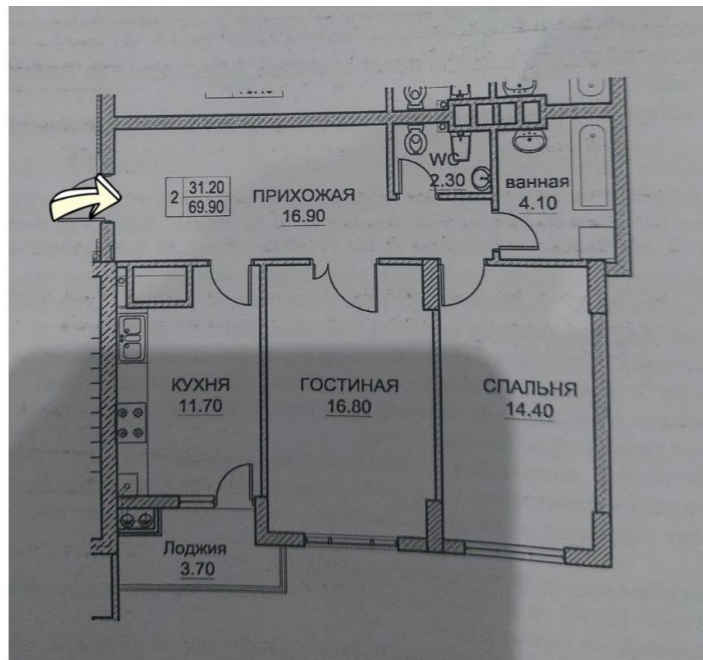 2
31.20
69.90
ПРИХОЖАЯ
16.90
WC
2.30
ванная
4.10
КУХНЯ
11.70
ГОСТИНАЯ
16.80
СПАЛЬНЯ
14.40
Лоджия
3.70